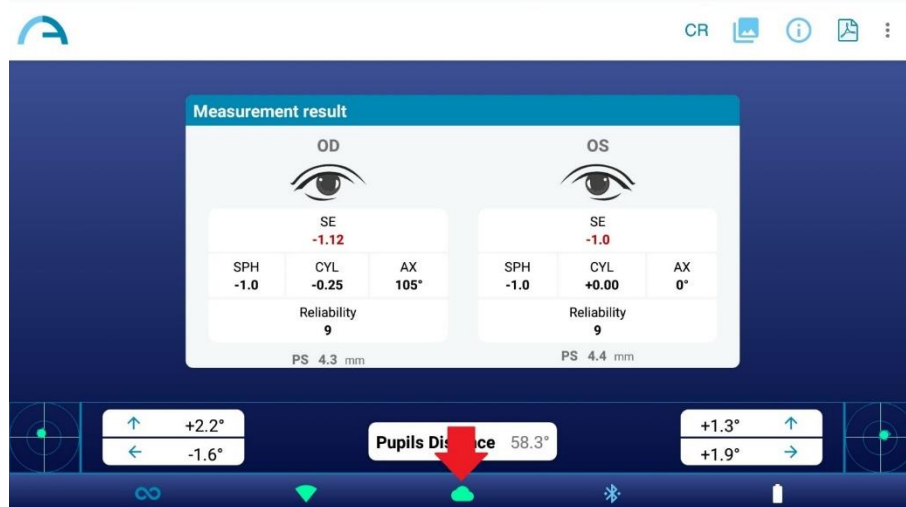 CR
Measurement result
OD OS
SE SE
-1.12 -1.0
SPH CYL AX SPH CYL AX
-1.0 -0.25 105° -1.0 +0.00 0°
Reliability Reliability
9 9
PS 4.3 mm PS 4.4 mm
+2.2° +1.3°
Pupils Dis nce 58.3°
-1.6° +1.9°